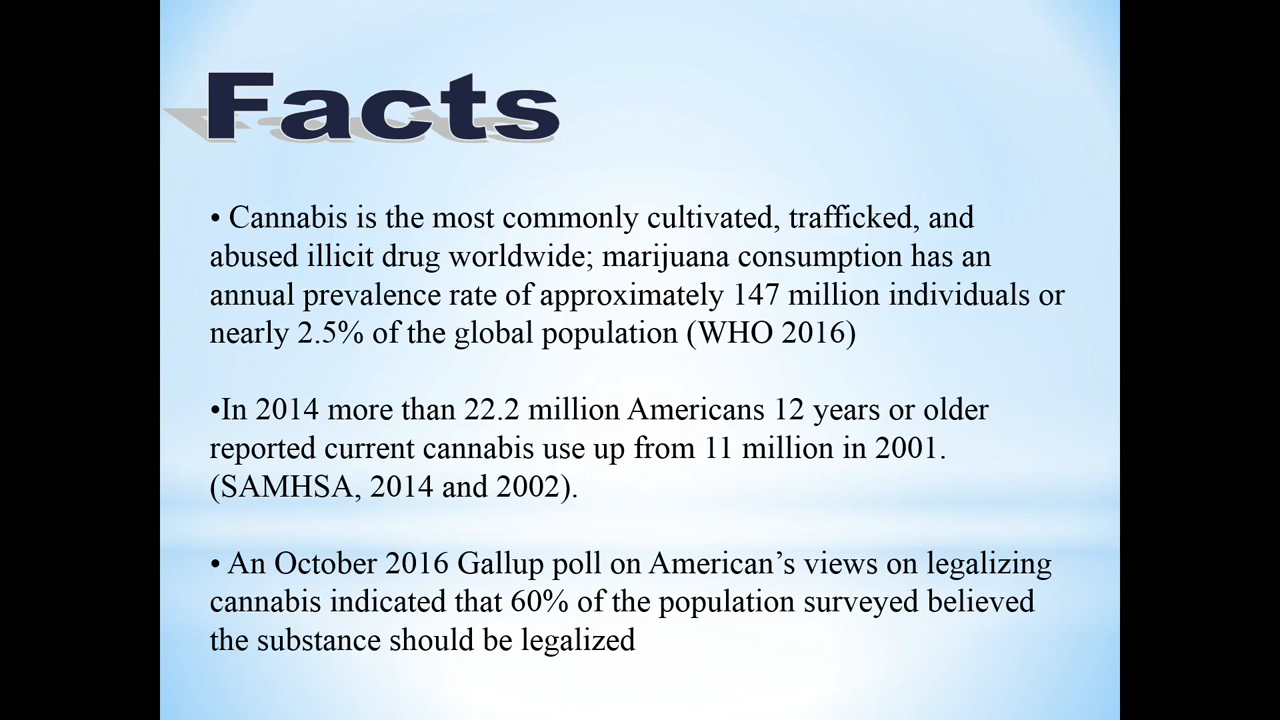 Facts
• Cannabis is the most commonly cultivated, trafficked, and
abused illicit drug worldwide; marijuana consumption has an
annual prevalence rate of approximately 147 million individuals or
nearly 2.5% of the global population (WHO 2016)
•In 2014 more than 22.2 million Americans 12 years or older
reported current cannabis use up from 11 million in 2001.
(SAMHSA, 2014 and 2002).
• An October 2016 Gallup poll on American’s views on legalizing
cannabis indicated that 60% of the population surveyed believed
the substance should be legalized